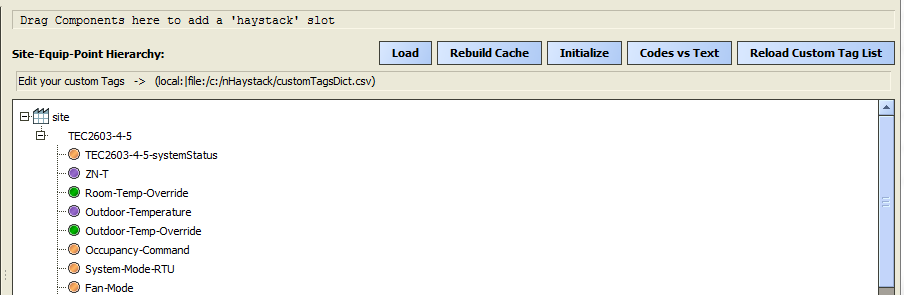 Drag Components here to add a 'haystack' slot
Site-Equip-Point Hierarchy: Load Rebuild Cache Initialize Codes vs Text Reload Custom Tag List
Edit your custom Tags -> (local:|file:/c:/nHaystack/customTagsDict.csv)
site
TEC2603-4-5
TEC2603-4-5-systemStatus
ZN-T
Room-Temp-Override
Outdoor-Temperature
Outdoor-Temp-Override
Occupancy-Command
System-Mode-RTU
Fan-Mode